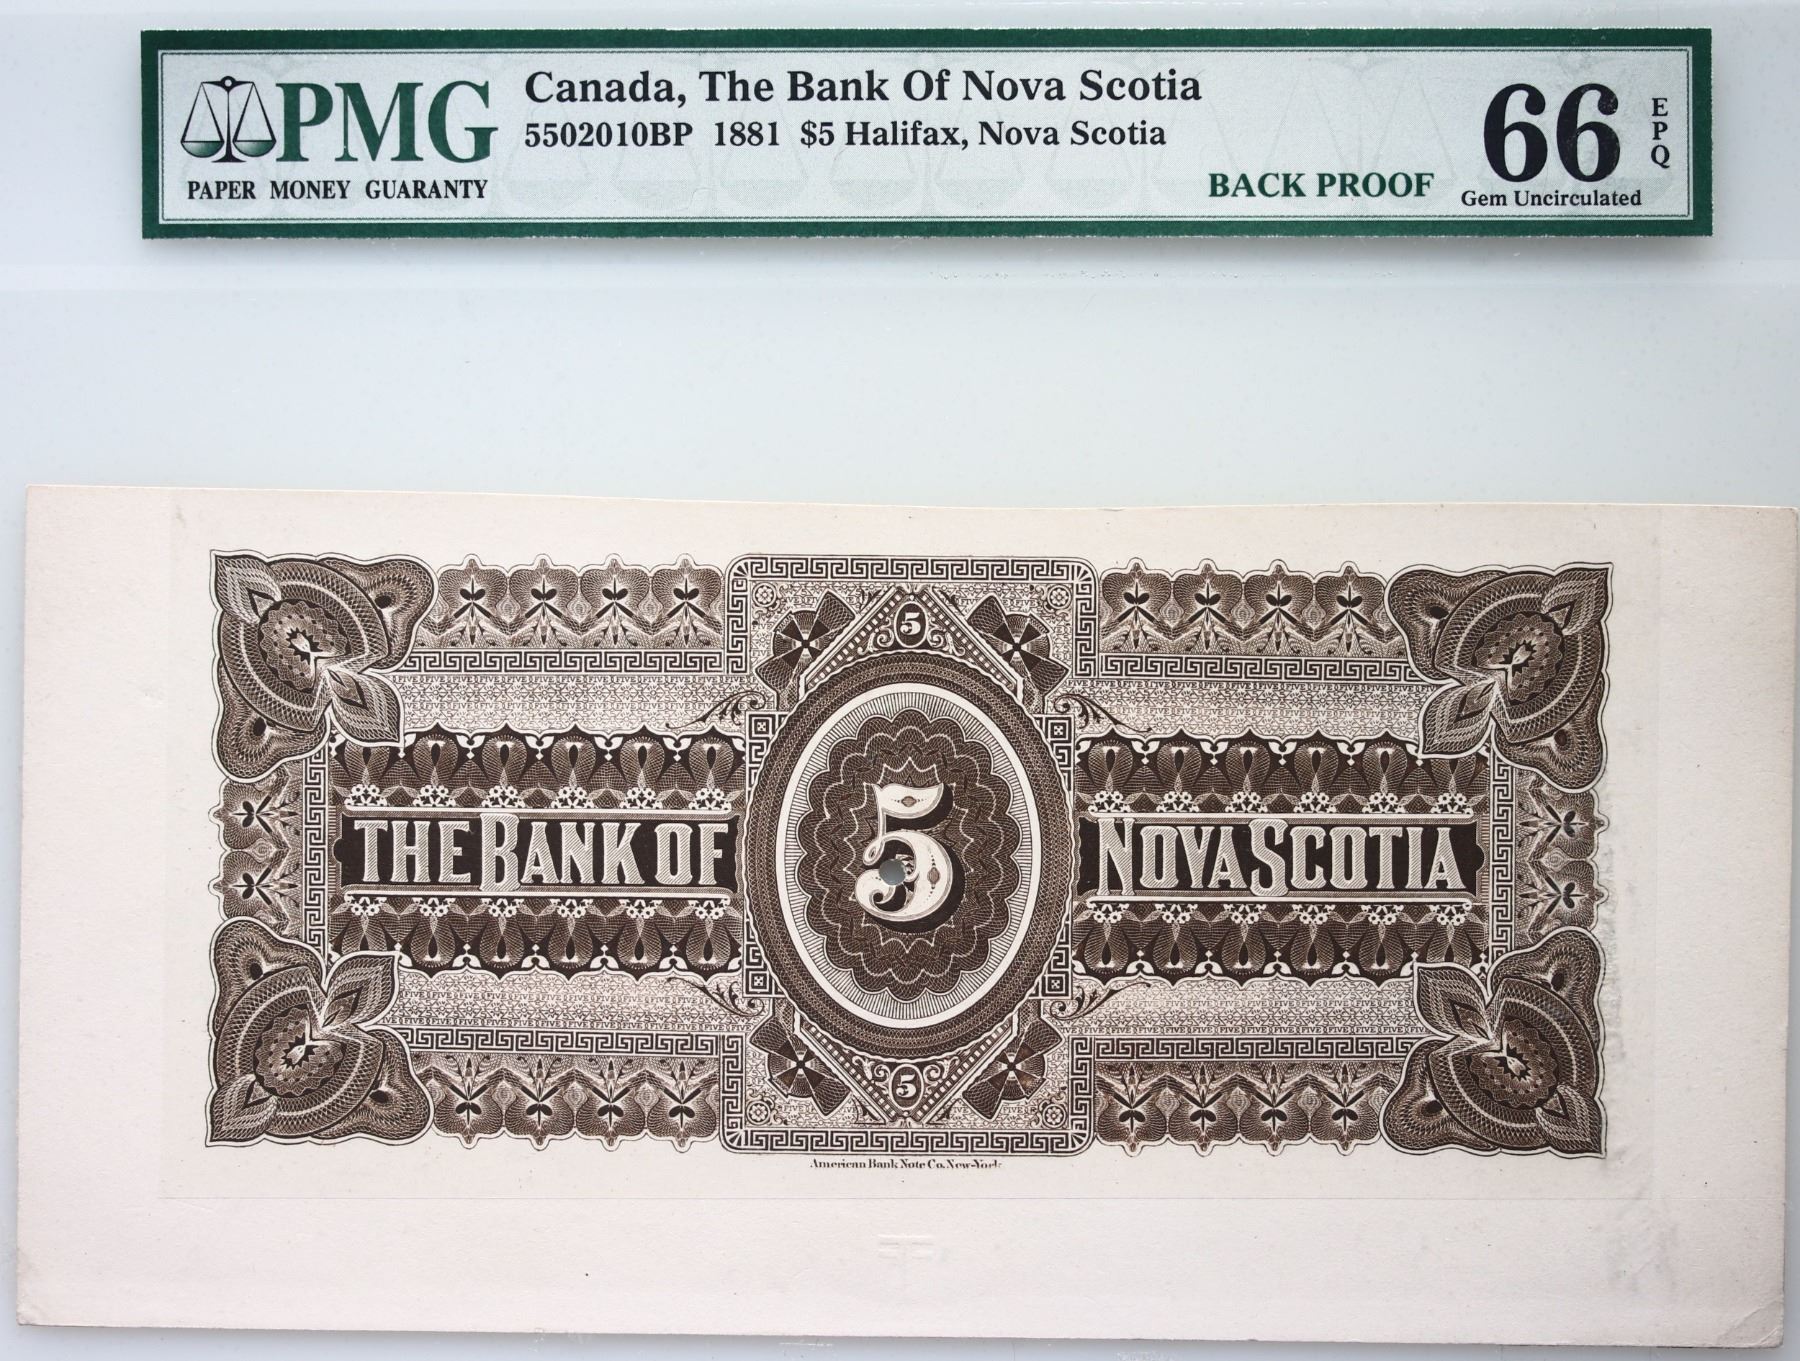 PMG
PAPER MONEY GUARANTY
Canada, The Bank Of Nova Scotia
5502010BP 1881 $5 Halifax, Nova Scotia
BACK PROOF
66
EPQ
Gem Uncirculated
5
THE BANK OF
5
NOVA SCOTIA
5
American Bank Note Co. New-York.